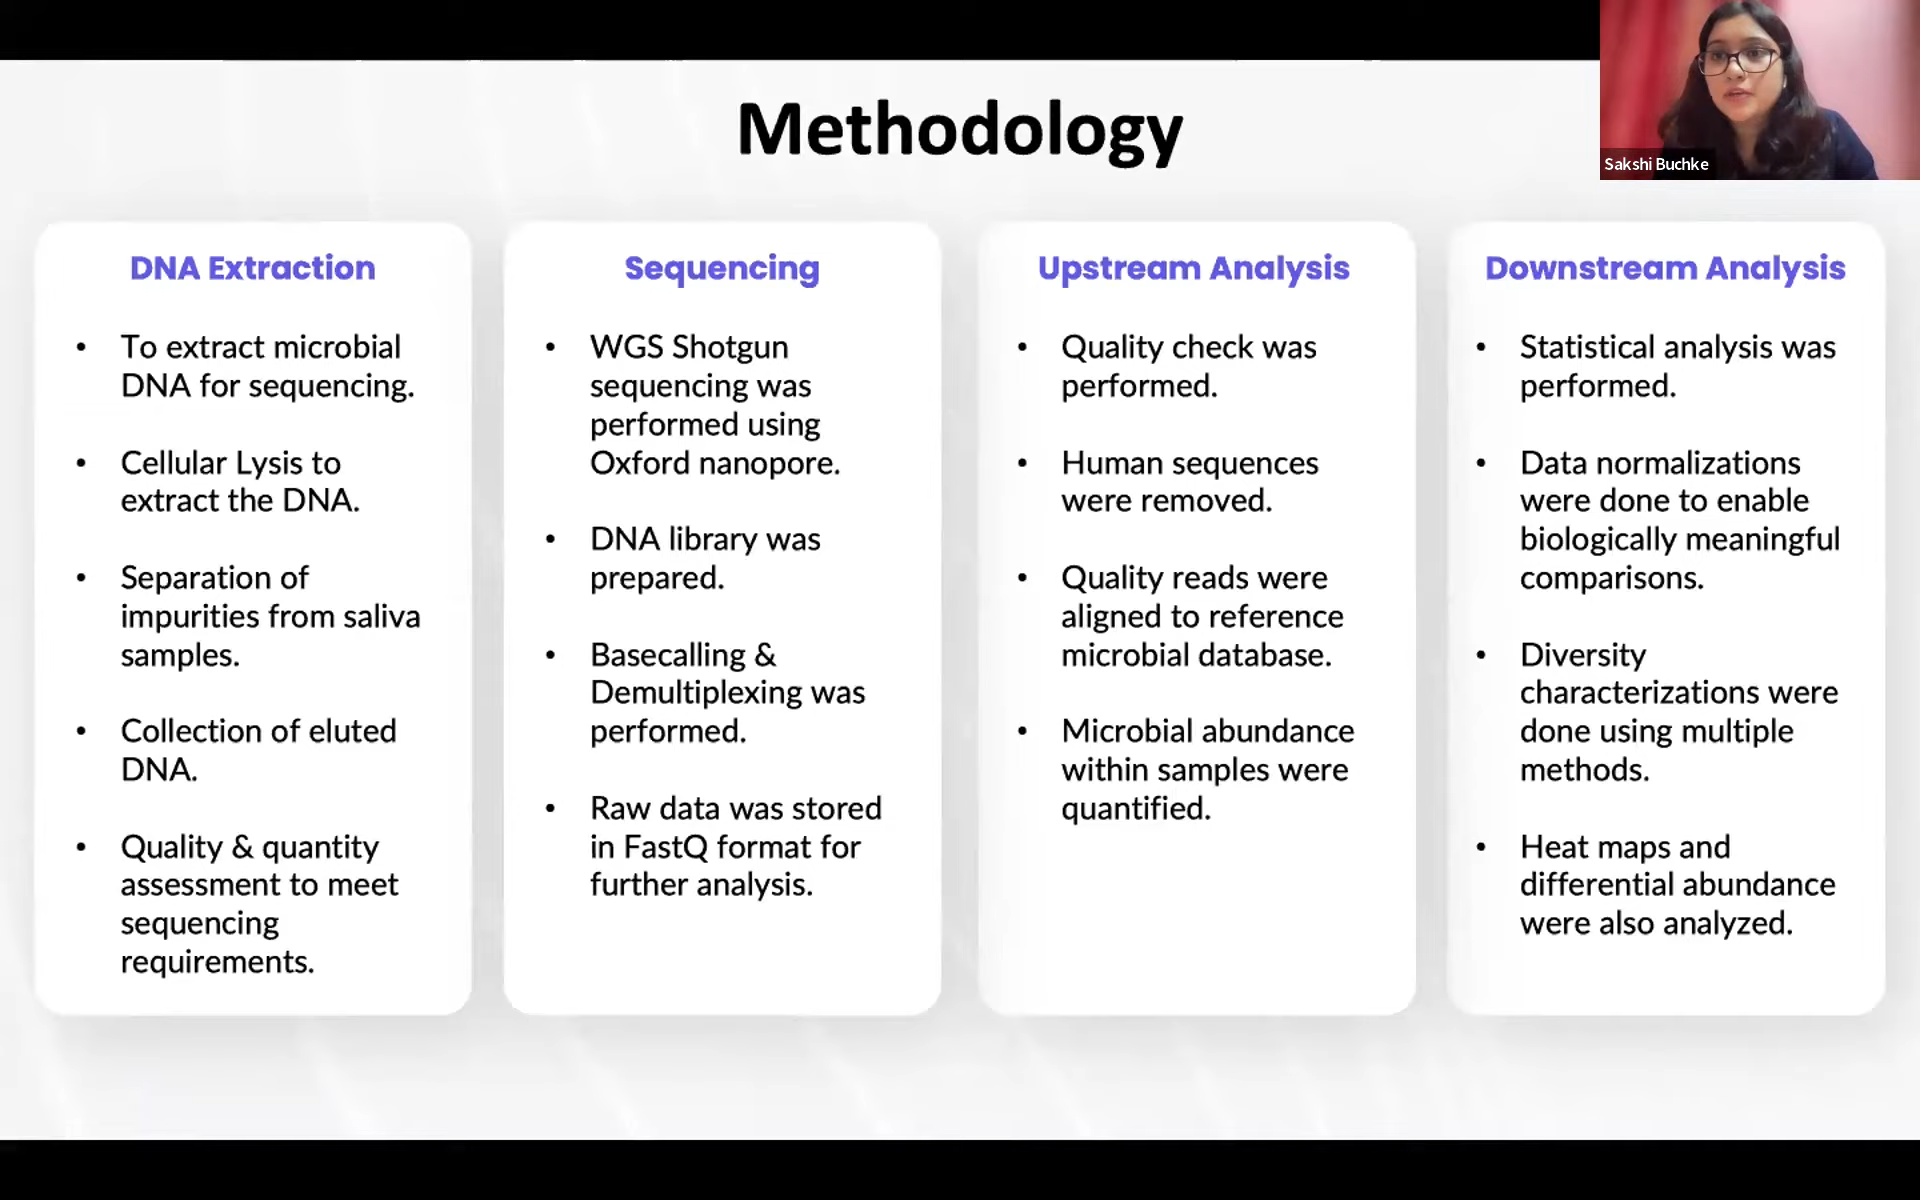 Methodology
Sakshi Buchke
DNA Extraction
• To extract microbial
DNA for sequencing.
• Cellular Lysis to
extract the DNA.
• Separation of
impurities from saliva
samples.
• Collection of eluted
DNA.
• Quality & quantity
assessment to meet
sequencing
requirements.
Sequencing
• WGS Shotgun
sequencing was
performed using
Oxford nanopore.
• DNA library was
prepared.
• Basecalling &
Demultiplexing was
performed.
• Raw data was stored
in FastQ format for
further analysis.
Upstream Analysis
• Quality check was
performed.
• Human sequences
were removed.
• Quality reads were
aligned to reference
microbial database.
• Microbial abundance
within samples were
quantified.
Downstream Analysis
• Statistical analysis was
performed.
• Data normalizations
were done to enable
biologically meaningful
comparisons.
• Diversity
characterizations were
done using multiple
methods.
• Heat maps and
differential abundance
were also analyzed.